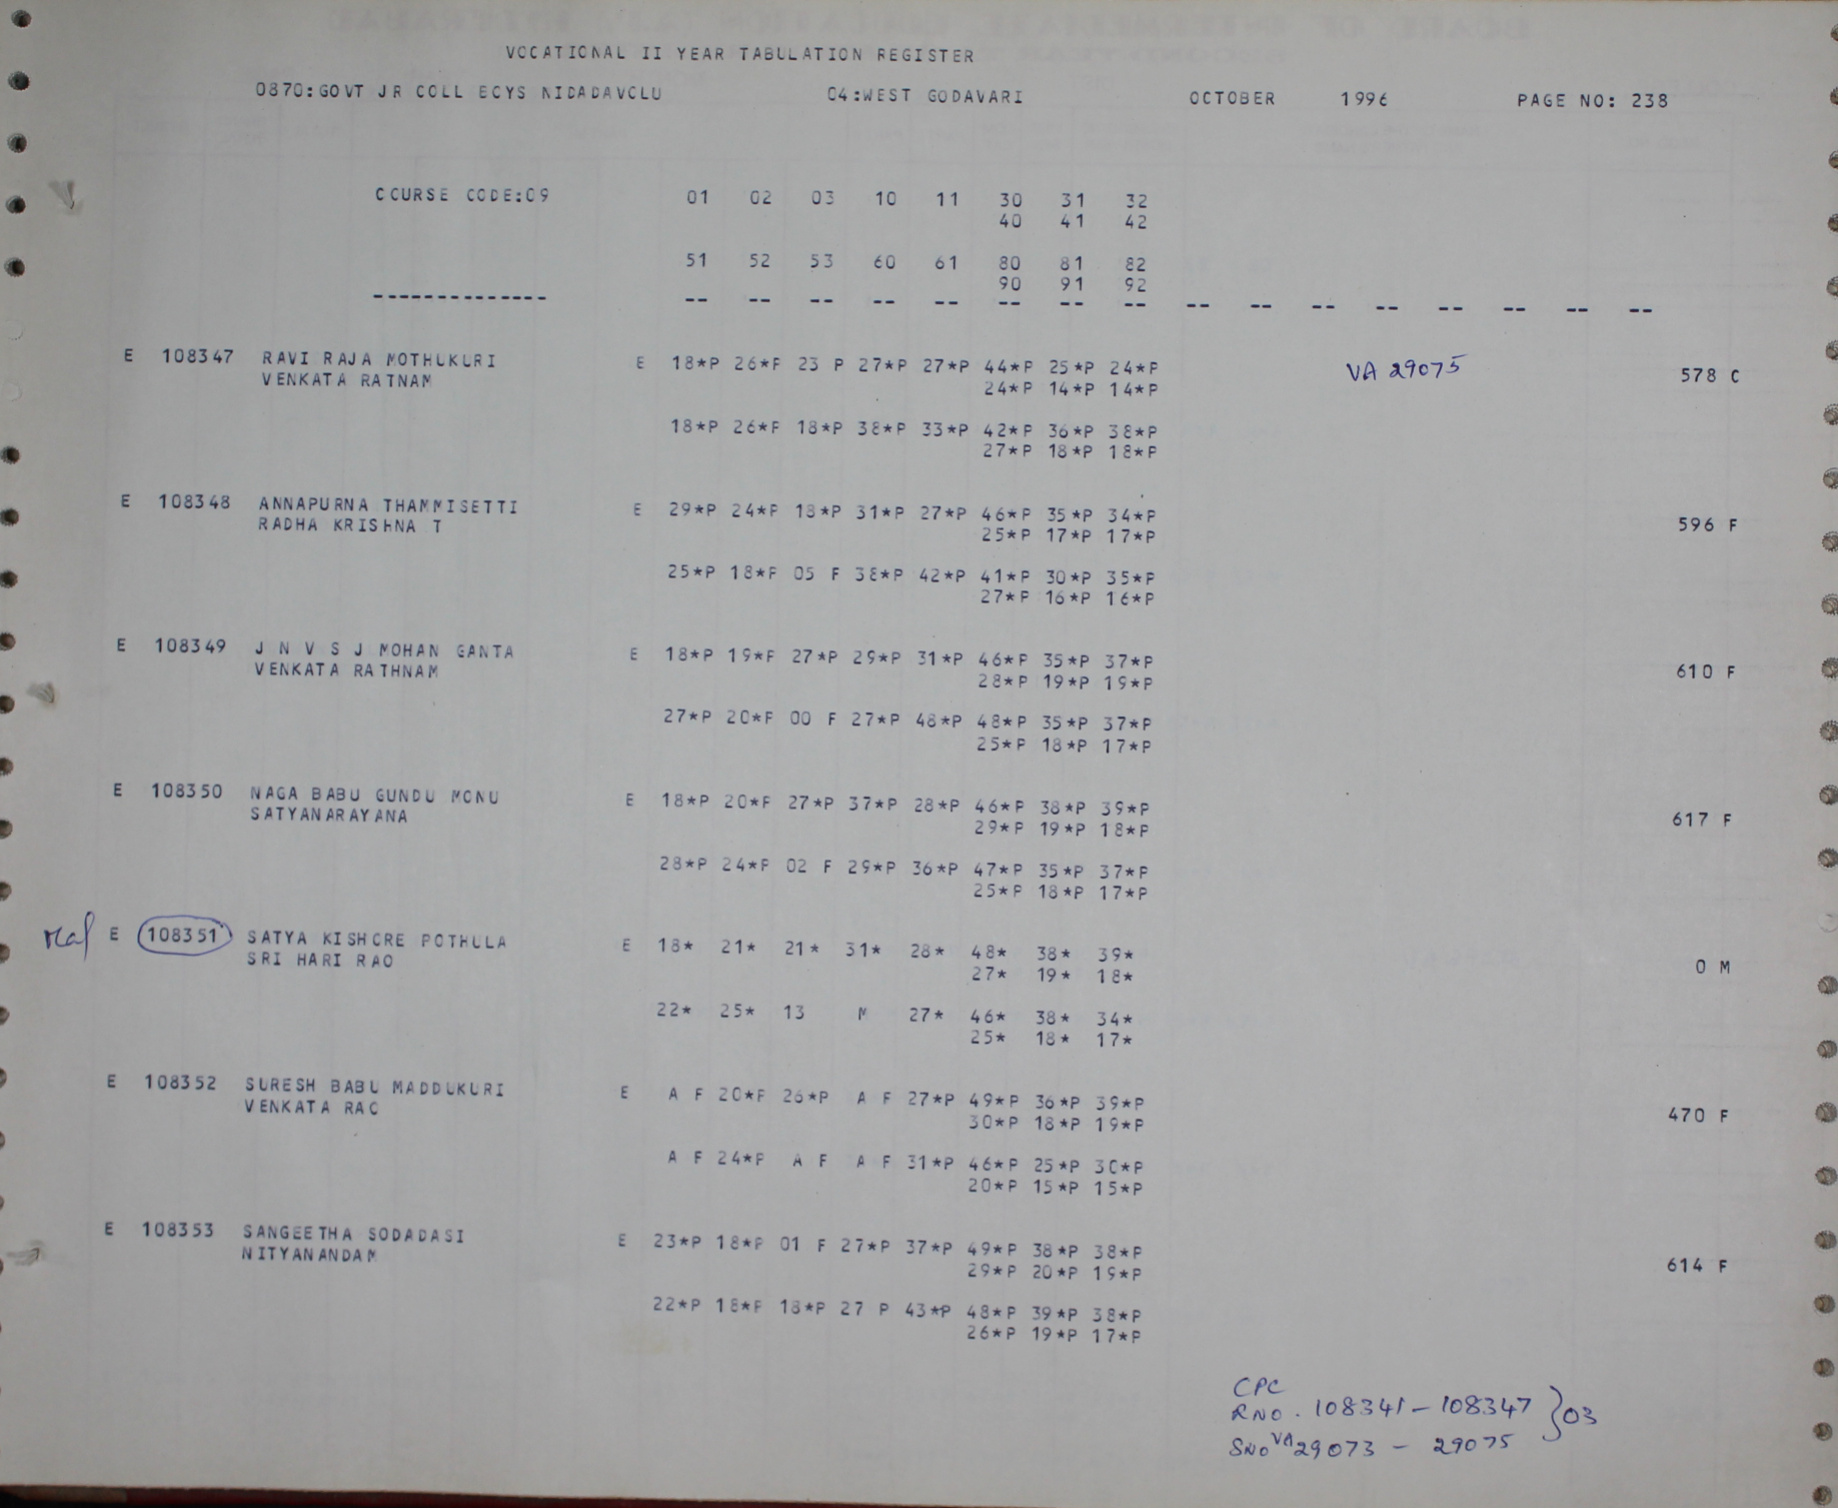 VOCATIONAL II YEAR TABULATION REGISTER
0870:GOVT JR COLL BOYS NIDADAVOLU 04:WEST GODAVARI OCTOBER 1996 PAGE NO: 238
COURSE CODE:09 01 02 03 10 11 30 31 32
40 41 42
51 52 53 60 61 80 81 82
90 91 92
-------------- -- -- -- -- -- -- -- -- -- -- -- -- -- -- -- --
E 108347 RAVI RAJA MOTHUKURI E 18*P 26*P 23 P 27*P 27*P 44*P 25*P 24*P VA 29075 578 C
VENKATA RATNAM 24*P 14*P 14*P
18*P 26*P 18*P 38*P 33*P 42*P 36*P 38*P
27*P 18*P 18*P
E 108348 ANNAPURNA THAMMISETTI E 29*P 24*P 18*P 31*P 27*P 46*P 35*P 34*P 596 F
RADHA KRISHNA T 25*P 17*P 17*P
25*P 18*P 05 F 38*P 42*P 41*P 30*P 35*P
27*P 16*P 16*P
E 108349 J N V S J MOHAN GANTA E 18*P 19*P 27*P 29*P 31*P 46*P 35*P 37*P 610 F
VENKATA RATHNAM 28*P 19*P 19*P
27*P 20*P 00 F 27*P 48*P 48*P 35*P 37*P
25*P 18*P 17*P
E 108350 NAGA BABU GUNDU MONU E 18*P 20*P 27*P 37*P 28*P 46*P 38*P 39*P 617 F
SATYANARAYANA 29*P 19*P 18*P
28*P 24*P 02 F 29*P 36*P 47*P 35*P 37*P
25*P 18*P 17*P
E 108351 SATYA KISHORE POTHULA E 18* 21* 21* 31* 28* 48* 38* 39* 0 M
SRI HARI RAO 27* 19* 18*
22* 25* 13 M 27* 46* 38* 34*
25* 18* 17*
E 108352 SURESH BABU MADDUKURI E A F 20*P 26*P A F 27*P 49*P 36*P 39*P 470 F
VENKATA RAO 30*P 18*P 19*P
A F 24*P A F A F 31*P 46*P 25*P 30*P
20*P 15*P 15*P
E 108353 SANGEETHA SODADASI E 23*P 18*P 01 F 27*P 37*P 49*P 38*P 38*P 614 F
NITYANANDAM 29*P 20*P 19*P
22*P 18*P 18*P 27 P 43*P 48*P 39*P 38*P
26*P 19*P 17*P
CPC
RNO. 108341 - 108347 } 03
SNO VA 29073 - 29075